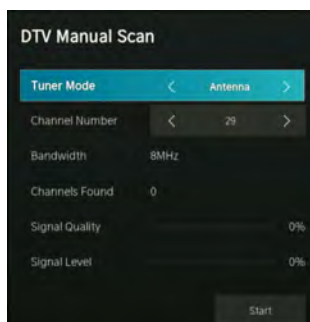 DTV Manual Scan
Tuner Mode < Antenna >
Channel Number < 29 >
Bandwidth 8MHz
Channels Found 0
Signal Quality 0%
Signal Level 0%
Start